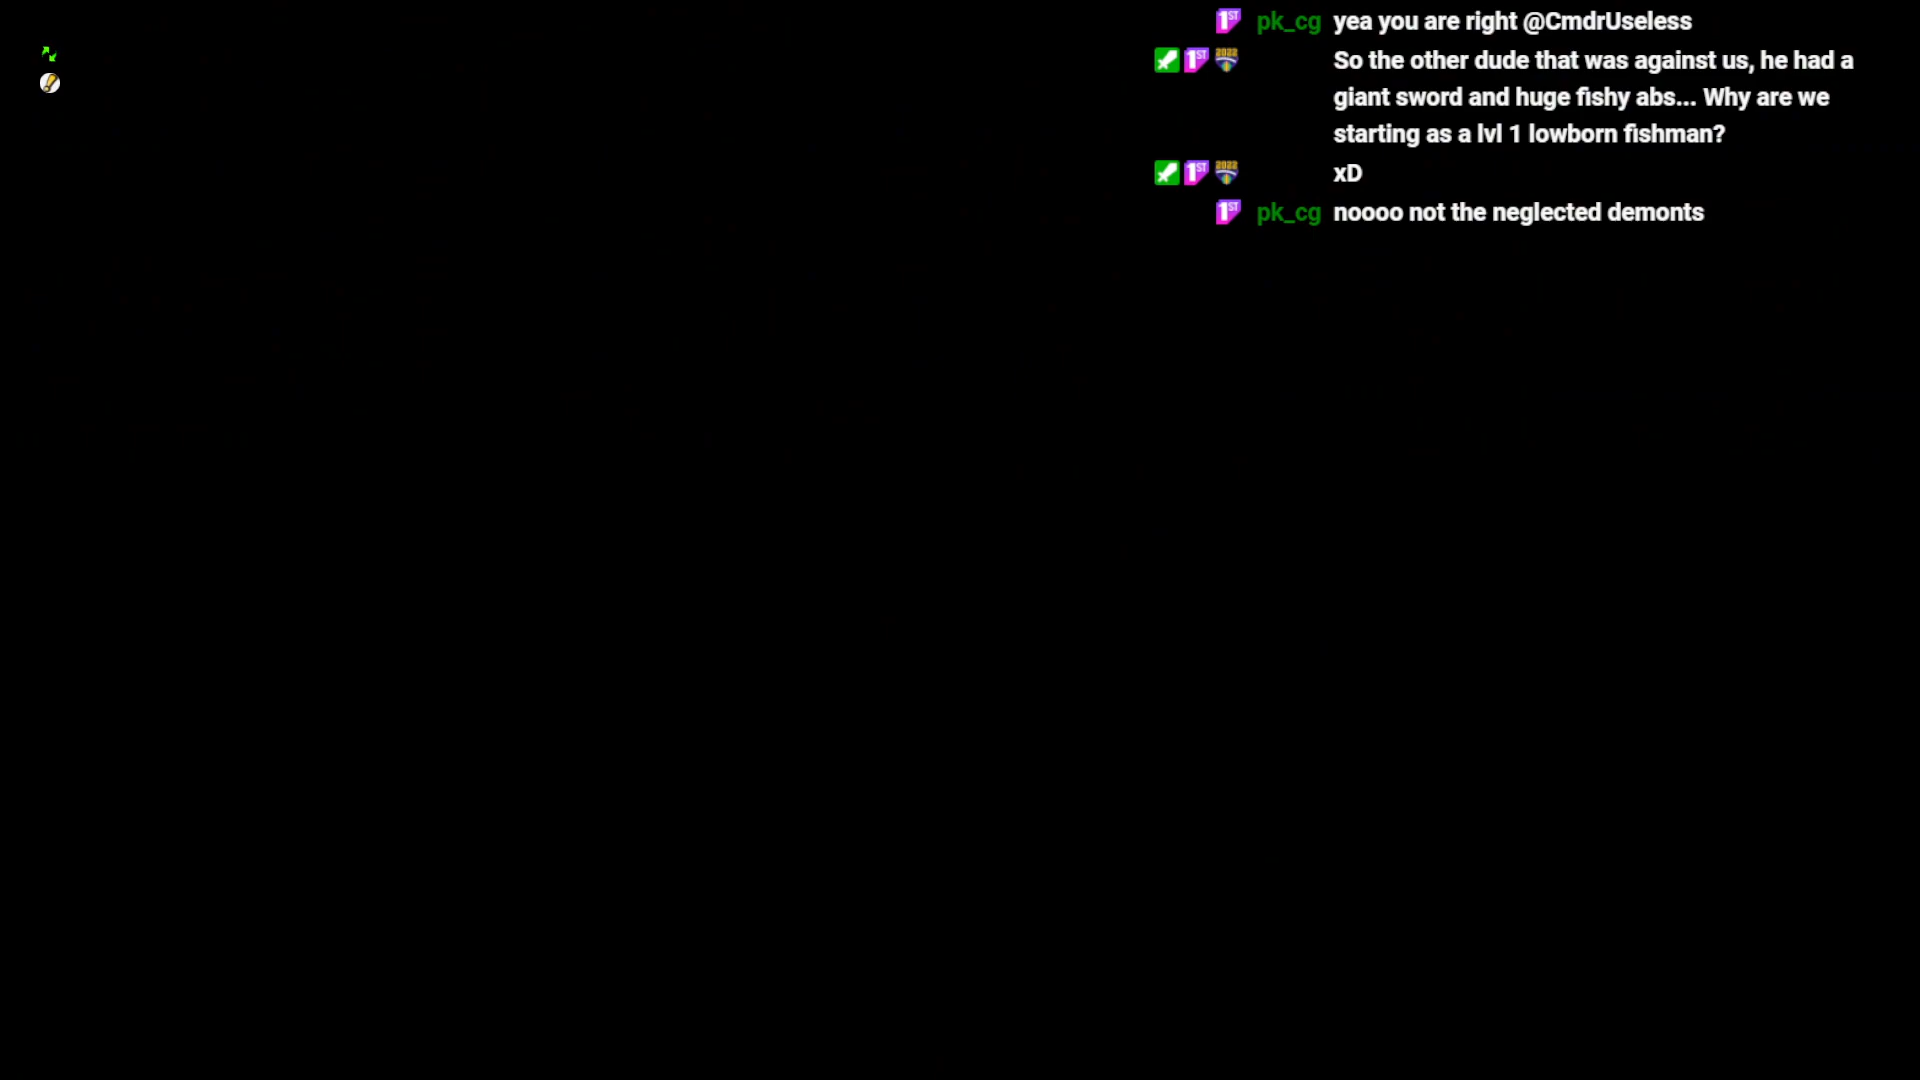 pk_cg yea you are right @CmdrUseless
So the other dude that was against us, he had a
giant sword and huge fishy abs... Why are we
starting as a lvl 1 lowborn fishman?
xD
pk_cg noooo not the neglected demonts